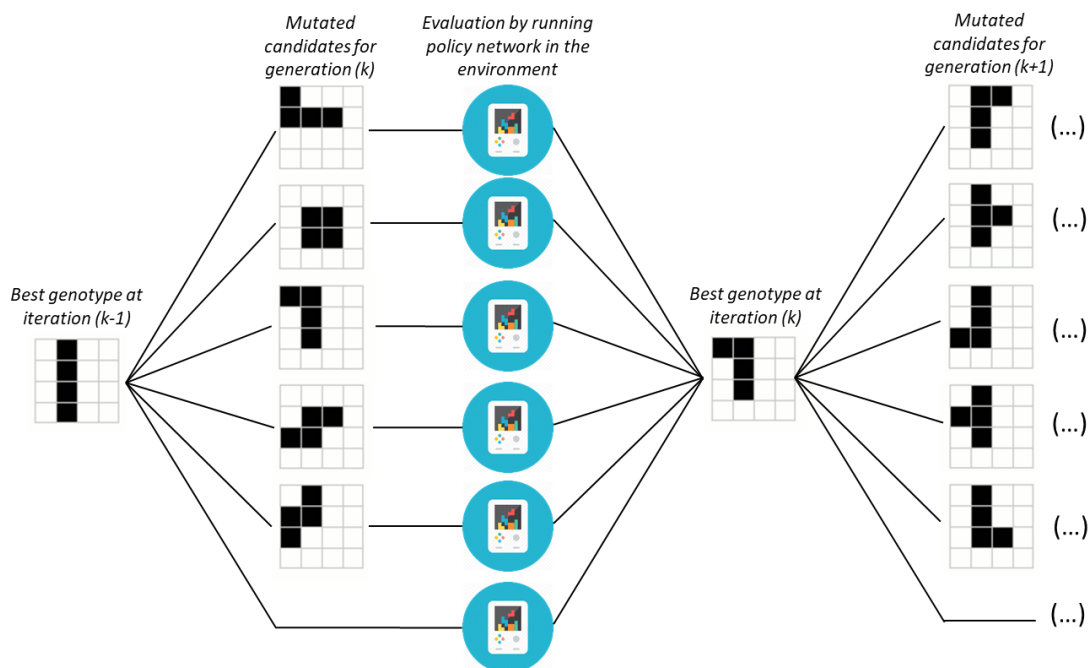 Mutated
candidates for
generation (k)
Evaluation by running
policy network in the
environment
Mutated
candidates for
generation (k+1)
Best genotype at
iteration (k-1)
Best genotype at
iteration (k)
(...)
(...)
(...)
(...)
(...)
(...)